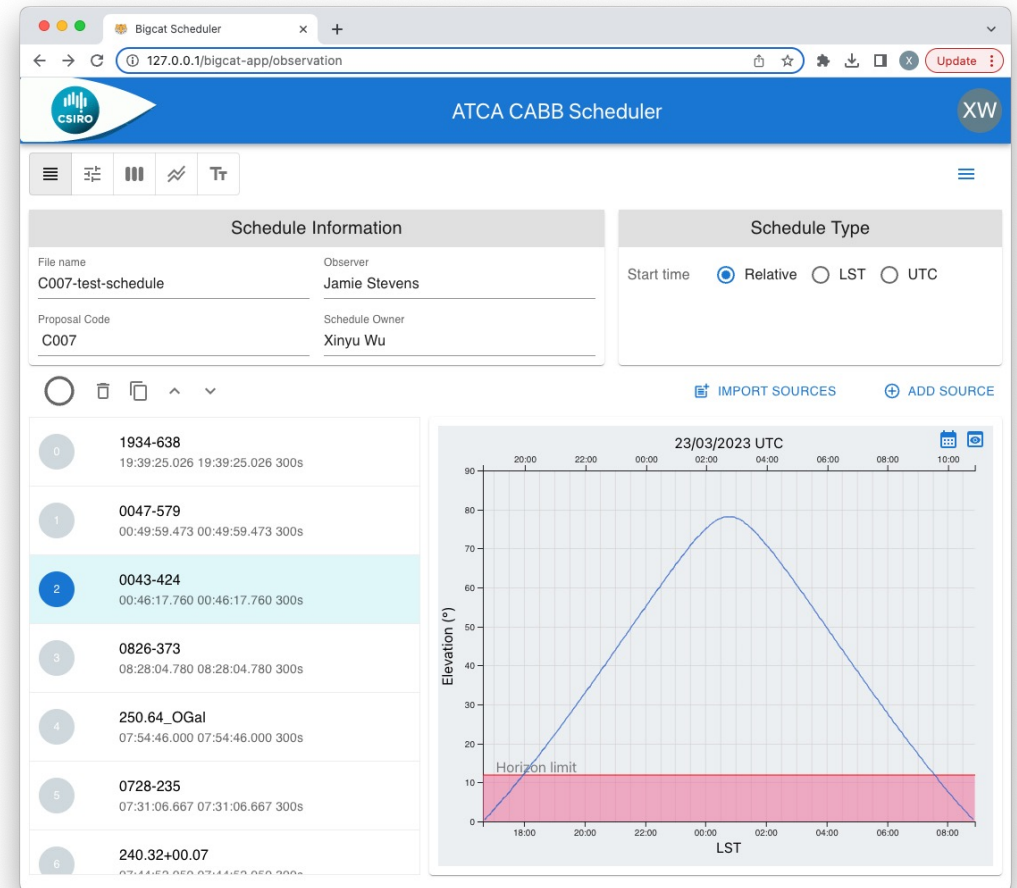 Bigcat Scheduler
127.0.0.1/bigcat-app/observation
X
Update
CSIRO
ATCA CABB Scheduler
XW
Tт
Schedule Information
File name
C007-test-schedule
Observer
Jamie Stevens
Proposal Code
C007
Schedule Owner
Xinyu Wu
Schedule Type
Start time Relative LST UTC
IMPORT SOURCES
ADD SOURCE
0
1934-638
19:39:25.026 19:39:25.026 300s
1
0047-579
00:49:59.473 00:49:59.473 300s
2
0043-424
00:46:17.760 00:46:17.760 300s
3
0826-373
08:28:04.780 08:28:04.780 300s
4
250.64_OGal
07:54:46.000 07:54:46.000 300s
5
0728-235
07:31:06.667 07:31:06.667 300s
6
240.32+00.07
23/03/2023 UTC
20:00 22:00 00:00 02:00 04:00 06:00 08:00 10:00
90
80
70
60
50
40
30
20
10
0
Elevation (°)
Horizon limit
18:00 20:00 22:00 00:00 02:00 04:00 06:00 08:00
LST